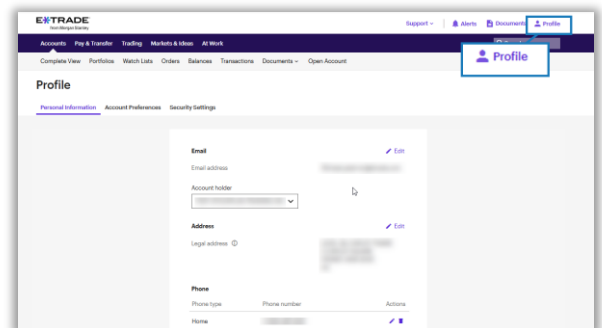 E*TRADE
from Morgan Stanley
Support
Alerts
Documents
Profile
Accounts Pay & Transfer Trading Markets & Ideas At Work
Profile
Complete View Portfolios Watch Lists Orders Balances Transactions Documents Open Account
Profile
Personal Information Account Preferences Security Settings
Email Edit
Email address
Account holder
Address Edit
Legal address
Phone
Phone type Phone number Actions
Home